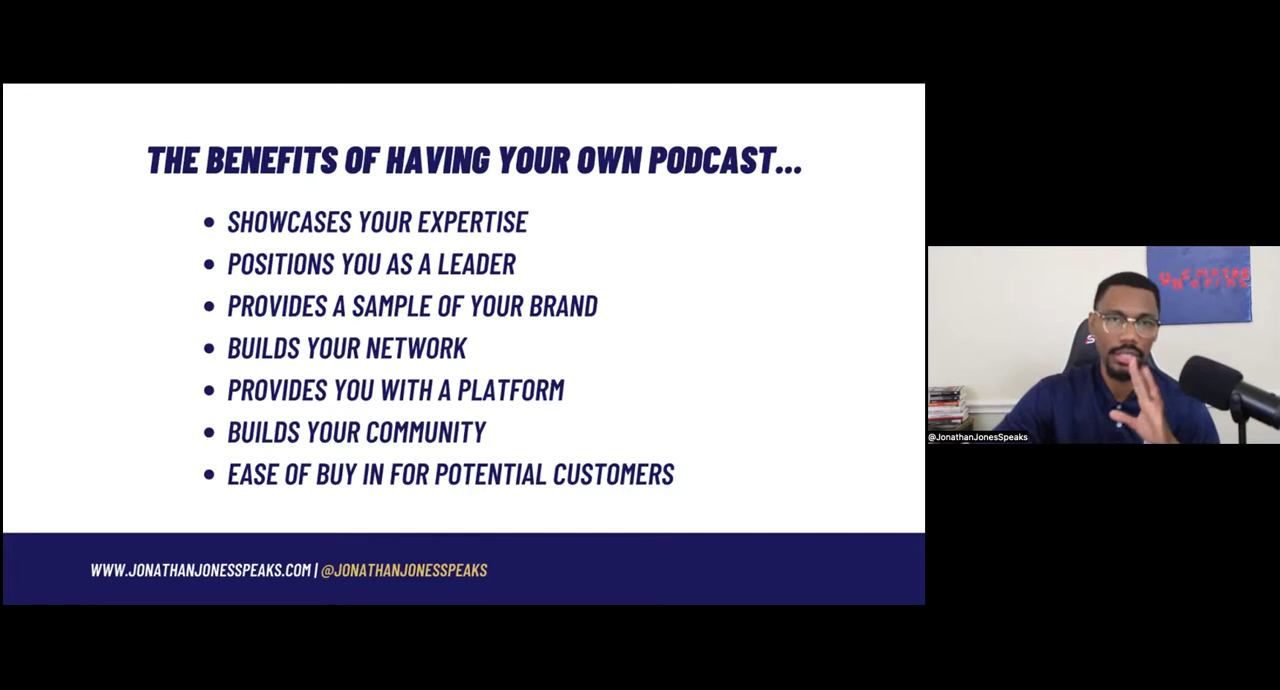 THE BENEFITS OF HAVING YOUR OWN PODCAST...
• SHOWCASES YOUR EXPERTISE
• POSITIONS YOU AS A LEADER
• PROVIDES A SAMPLE OF YOUR BRAND
• BUILDS YOUR NETWORK
• PROVIDES YOU WITH A PLATFORM
• BUILDS YOUR COMMUNITY
• EASE OF BUY IN FOR POTENTIAL CUSTOMERS
WWW.JONATHANJONESSPEAKS.COM | @JONATHANJONESSPEAKS
@JonathanJonesSpeaks